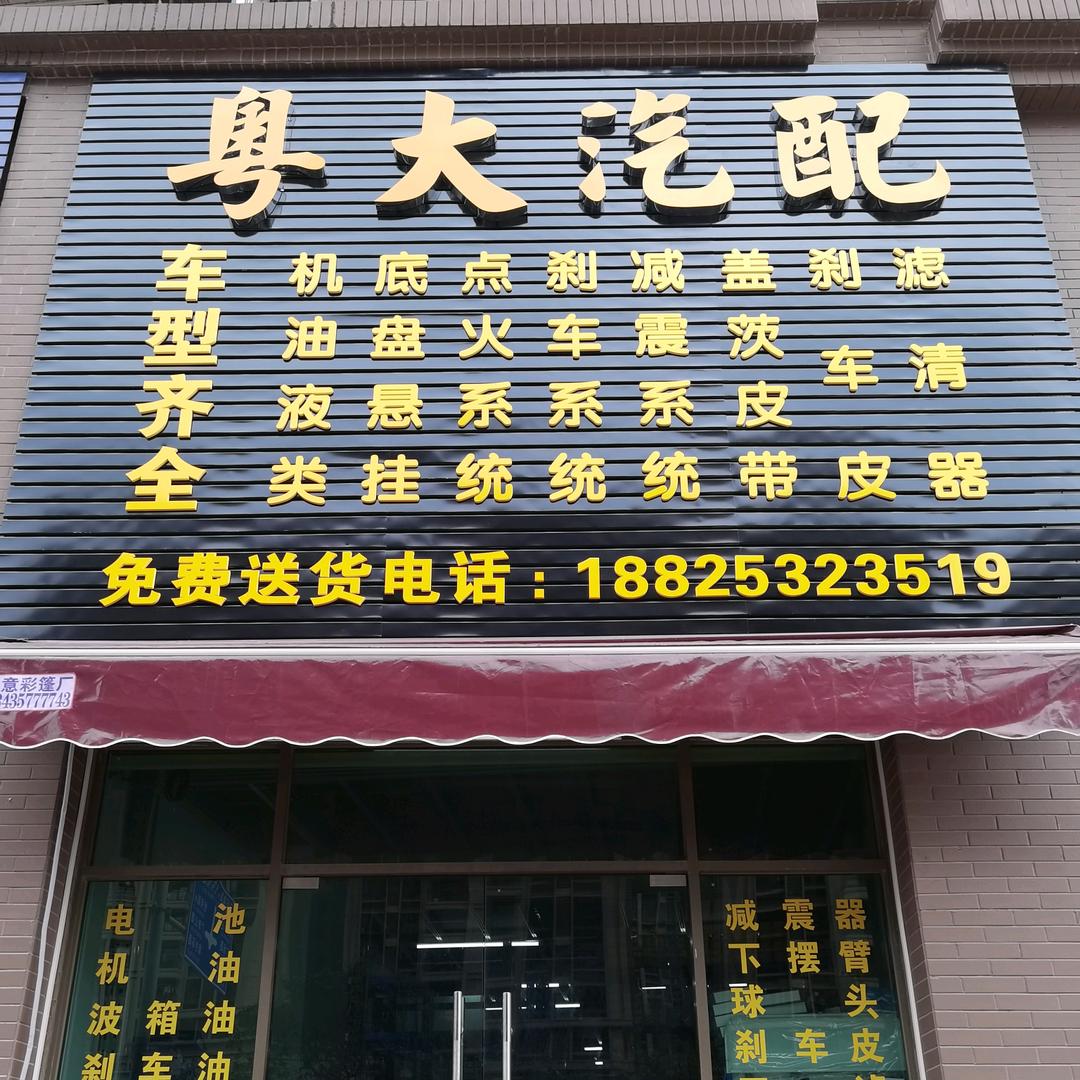 粤大汽配
车型齐全
机油液类
底盘悬挂
点火系统
刹车系统
减震系统
盖茨皮带
刹车皮
滤清器
免费送货电话：18825323519
意彩篷厂
3435777743
电池
机油
波箱油
刹车油
减震器
下摆臂
球头
刹车皮